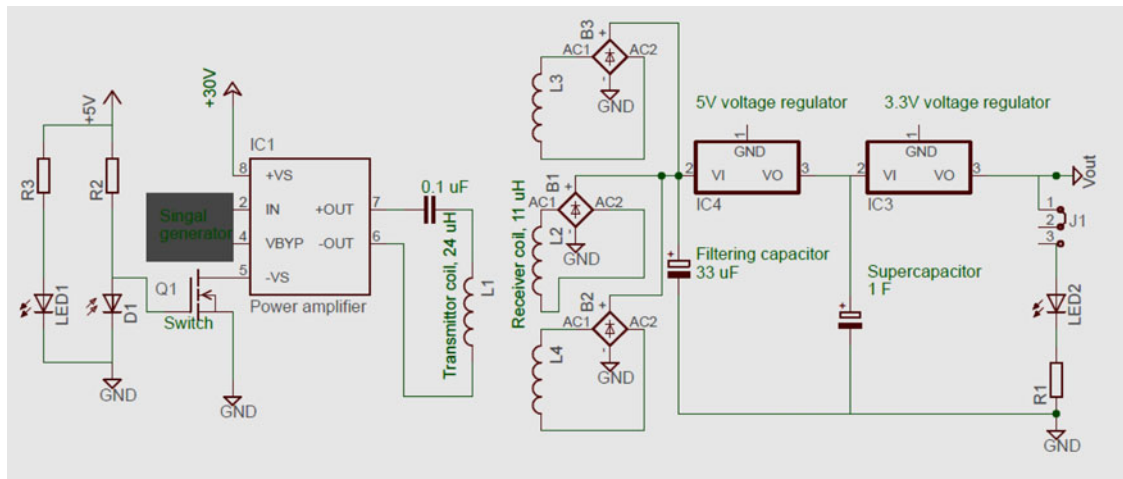 +5V
R3
R2
LED1
D1
GND
+30V
IC1
8
+VS
2
IN
4
VBYP
5
-VS
+OUT
7
-OUT
6
Power amplifier
Singal
generator
Q1
Switch
GND
0.1 uF
Transmittor coil, 24 uH
L1
Receiver coil, 11 uH
B3
+
AC1
AC2
-
GND
L3
B1
+
AC1
AC2
-
GND
L2
B2
+
AC1
AC2
-
GND
L4
5V voltage regulator
1
GND
2
VI
VO
3
IC4
3.3V voltage regulator
1
GND
2
VI
VO
3
IC3
+
Filtering capacitor
33 uF
Supercapacitor
1 F
+
Vout
1
2
3
J1
LED2
R1
GND